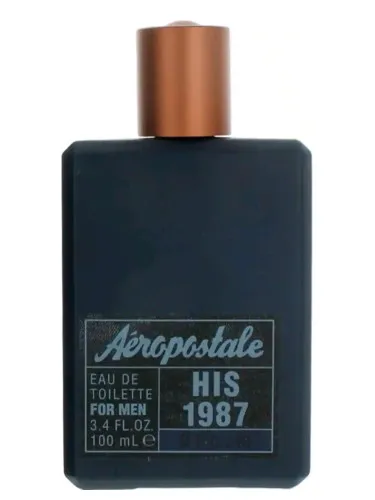 Aéropostale
EAU DE
TOILETTE
FOR MEN
3.4 FL.OZ.
100 mL ℮
HIS
1987